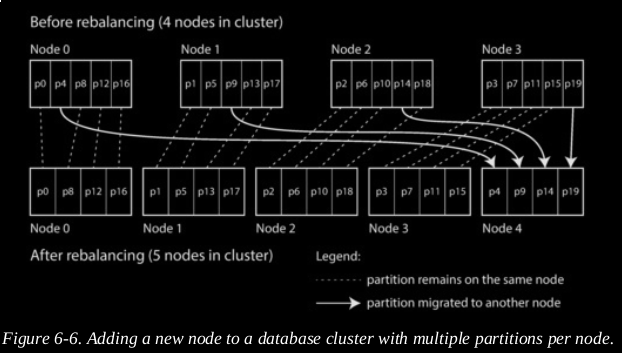 Before rebalancing (4 nodes in cluster)
Node 0 Node 1 Node 2 Node 3
p0 p4 p8 p12 p16 p1 p5 p9 p13 p17 p2 p6 p10 p14 p18 p3 p7 p11 p15 p19
p0 p8 p12 p16 p1 p5 p13 p17 p2 p6 p10 p18 p3 p7 p11 p15 p4 p9 p14 p19
Node 0 Node 1 Node 2 Node 3 Node 4
After rebalancing (5 nodes in cluster)
Legend:
partition remains on the same node
partition migrated to another node
Figure 6-6. Adding a new node to a database cluster with multiple partitions per node.